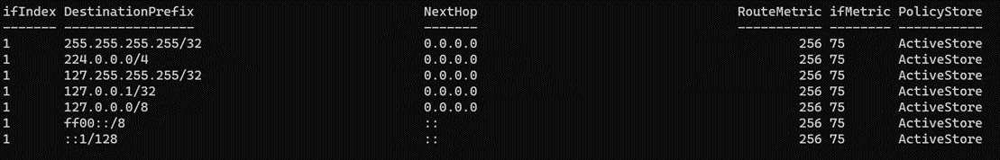 ifIndex DestinationPrefix NextHop RouteMetric ifMetric PolicyStore
------- ----------------- ------- ----------- -------- -----------
1 255.255.255.255/32 0.0.0.0 256 75 ActiveStore
1 224.0.0.0/4 0.0.0.0 256 75 ActiveStore
1 127.255.255.255/32 0.0.0.0 256 75 ActiveStore
1 127.0.0.1/32 0.0.0.0 256 75 ActiveStore
1 127.0.0.0/8 0.0.0.0 256 75 ActiveStore
1 ff00::/8 :: 256 75 ActiveStore
1 ::1/128 :: 256 75 ActiveStore